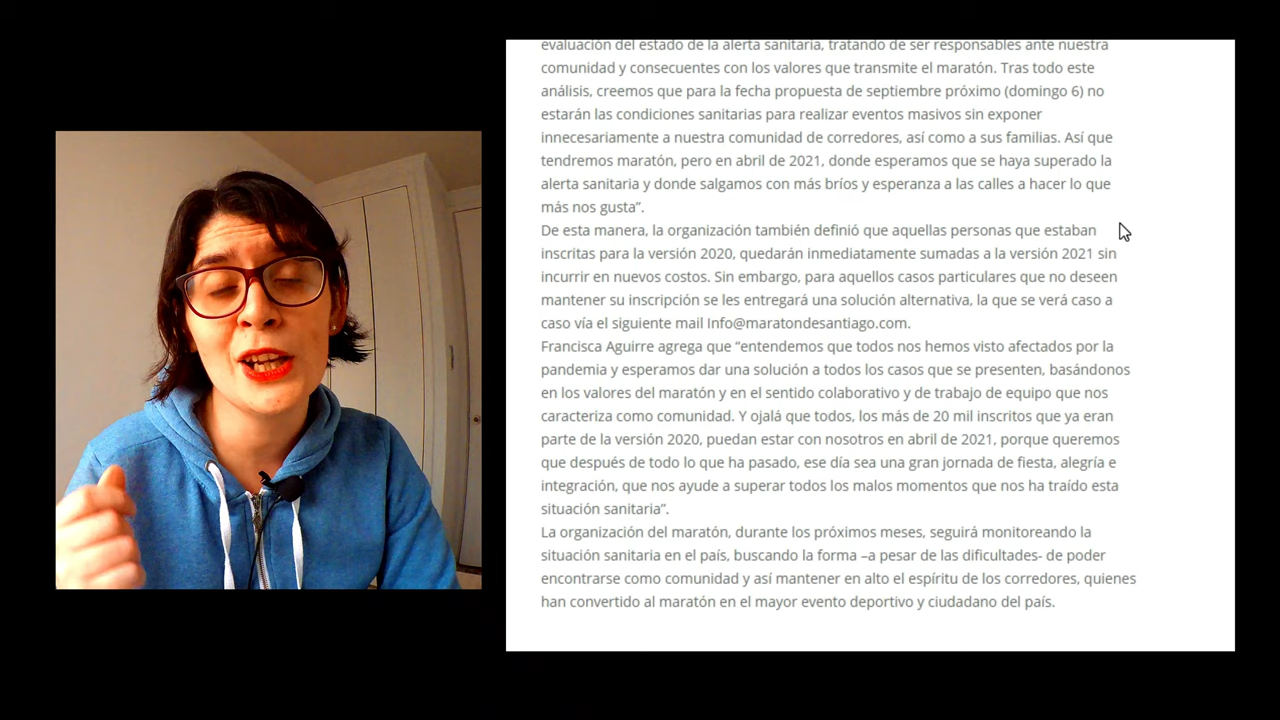 evaluación del estado de la alerta sanitaria, tratando de ser responsables ante nuestra
comunidad y consecuentes con los valores que transmite el maratón. Tras todo este
análisis, creemos que para la fecha propuesta de septiembre próximo (domingo 6) no
estarán las condiciones sanitarias para realizar eventos masivos sin exponer
innecesariamente a nuestra comunidad de corredores, así como a sus familias. Así que
tendremos maratón, pero en abril de 2021, donde esperamos que se haya superado la
alerta sanitaria y donde salgamos con más bríos y esperanza a las calles a hacer lo que
más nos gusta”.
De esta manera, la organización también definió que aquellas personas que estaban
inscritas para la versión 2020, quedarán inmediatamente sumadas a la versión 2021 sin
incurrir en nuevos costos. Sin embargo, para aquellos casos particulares que no deseen
mantener su inscripción se les entregará una solución alternativa, la que se verá caso a
caso vía el siguiente mail Info@maratondesantiago.com.
Francisca Aguirre agrega que “entendemos que todos nos hemos visto afectados por la
pandemia y esperamos dar una solución a todos los casos que se presenten, basándonos
en los valores del maratón y en el sentido colaborativo y de trabajo de equipo que nos
caracteriza como comunidad. Y ojalá que todos, los más de 20 mil inscritos que ya eran
parte de la versión 2020, puedan estar con nosotros en abril de 2021, porque queremos
que después de todo lo que ha pasado, ese día sea una gran jornada de fiesta, alegría e
integración, que nos ayude a superar todos los malos momentos que nos ha traído esta
situación sanitaria”.
La organización del maratón, durante los próximos meses, seguirá monitoreando la
situación sanitaria en el país, buscando la forma –a pesar de las dificultades- de poder
encontrarse como comunidad y así mantener en alto el espíritu de los corredores, quienes
han convertido al maratón en el mayor evento deportivo y ciudadano del país.